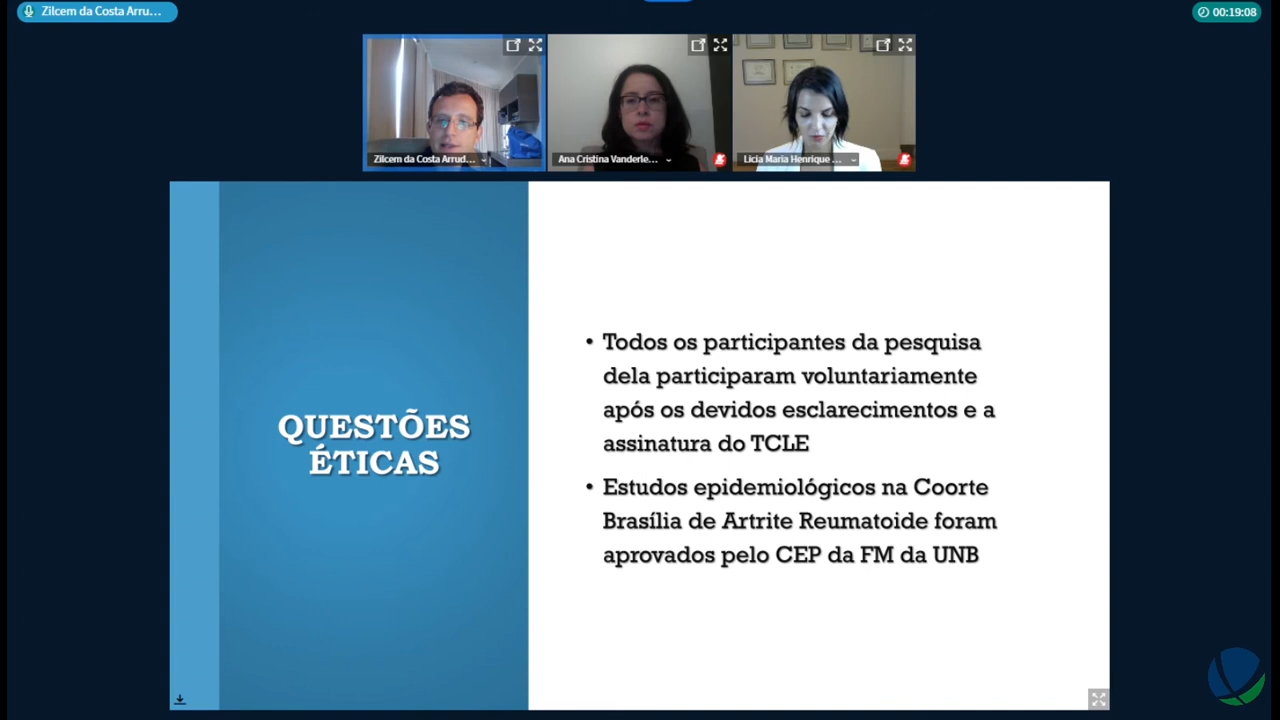 Zilcem da Costa Arru...
00:19:08
Zilcem da Costa Arrud...
Ana Cristina Vanderle...
Licia Maria Henrique ...
QUESTÕES
ÉTICAS
• Todos os participantes da pesquisa
dela participaram voluntariamente
após os devidos esclarecimentos e a
assinatura do TCLE
• Estudos epidemiológicos na Coorte
Brasília de Artrite Reumatoide foram
aprovados pelo CEP da FM da UNB